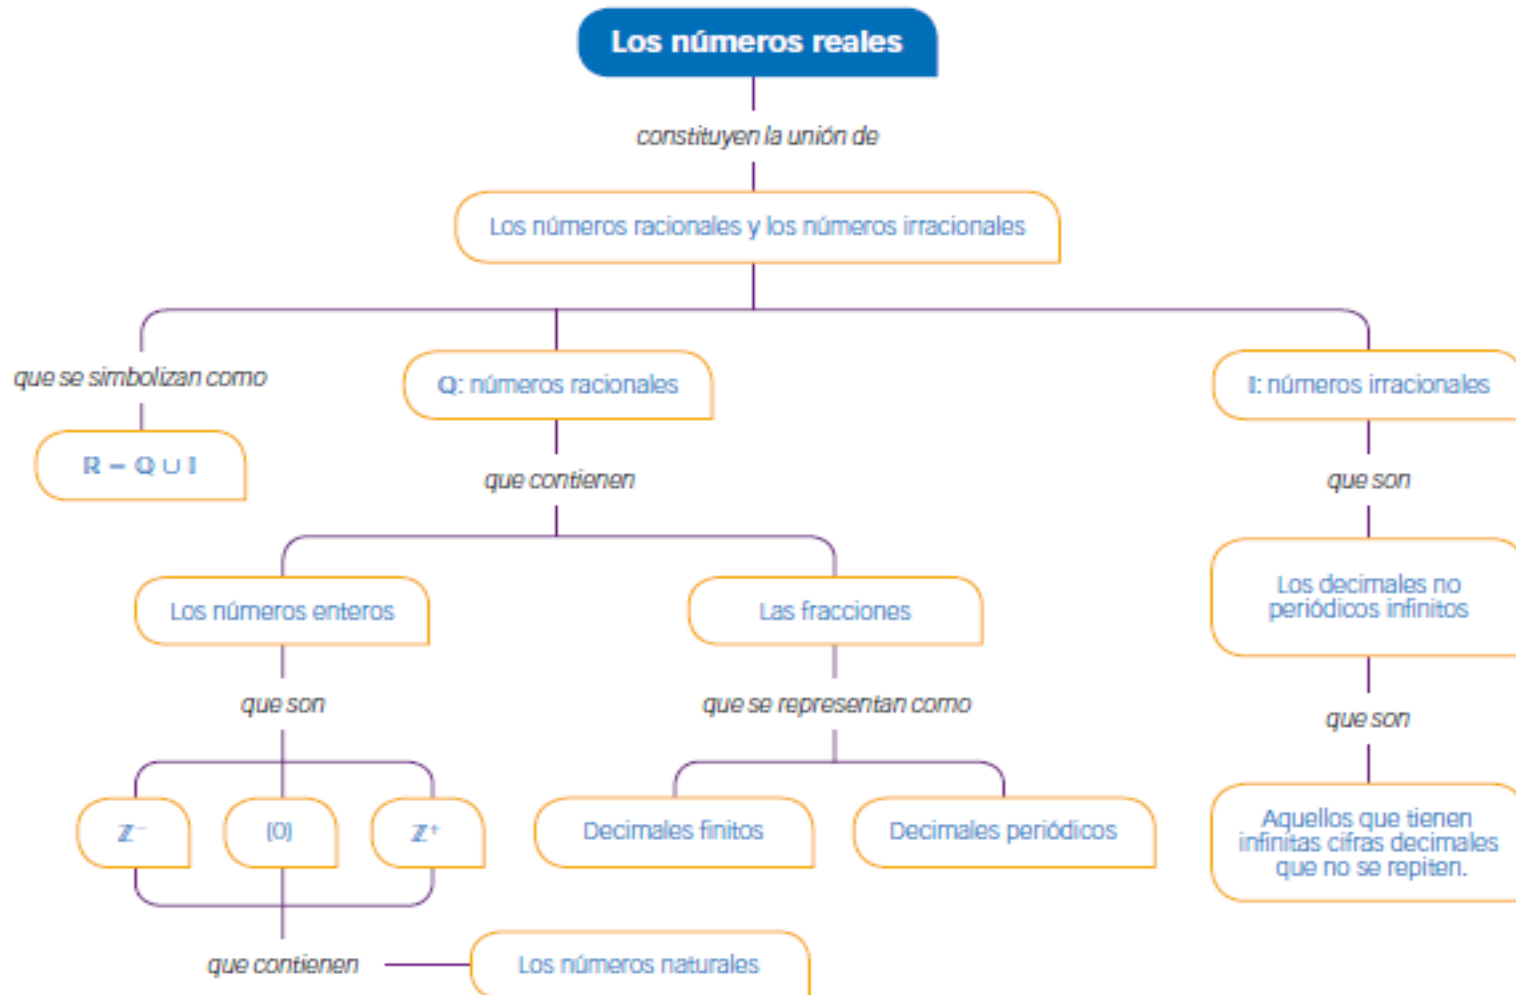 Los números reales
constituyen la unión de
Los números racionales y los números irracionales
que se simbolizan como
ℝ = ℚ ∪ 𝕀
ℚ: números racionales
que contienen
Los números enteros
que son
ℤ⁻
{0}
ℤ⁺
que contienen
Los números naturales
Las fracciones
que se representan como
Decimales finitos
Decimales periódicos
𝕀: números irracionales
que son
Los decimales no
periódicos infinitos
que son
Aquellos que tienen
infinitas cifras decimales
que no se repiten.